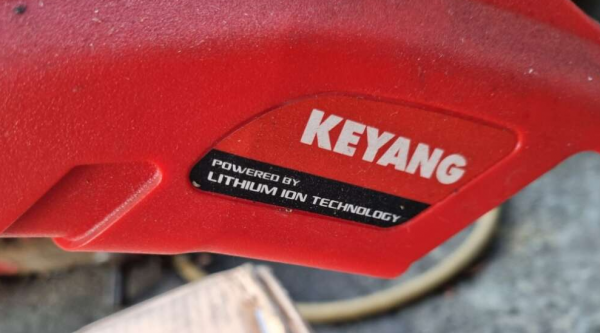 KEYANG
POWERED BY
LITHIUM ION TECHNOLOGY